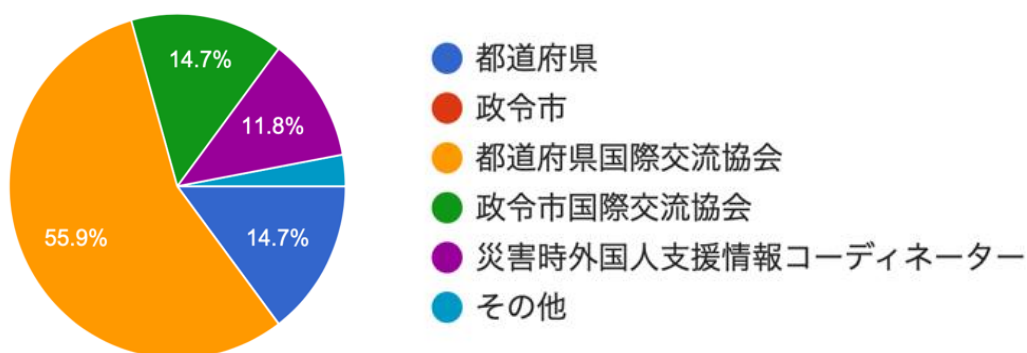 14.7%
11.8%
55.9%
14.7%
都道府県
政令市
都道府県国際交流協会
政令市国際交流協会
災害時外国人支援情報コーディネーター
その他